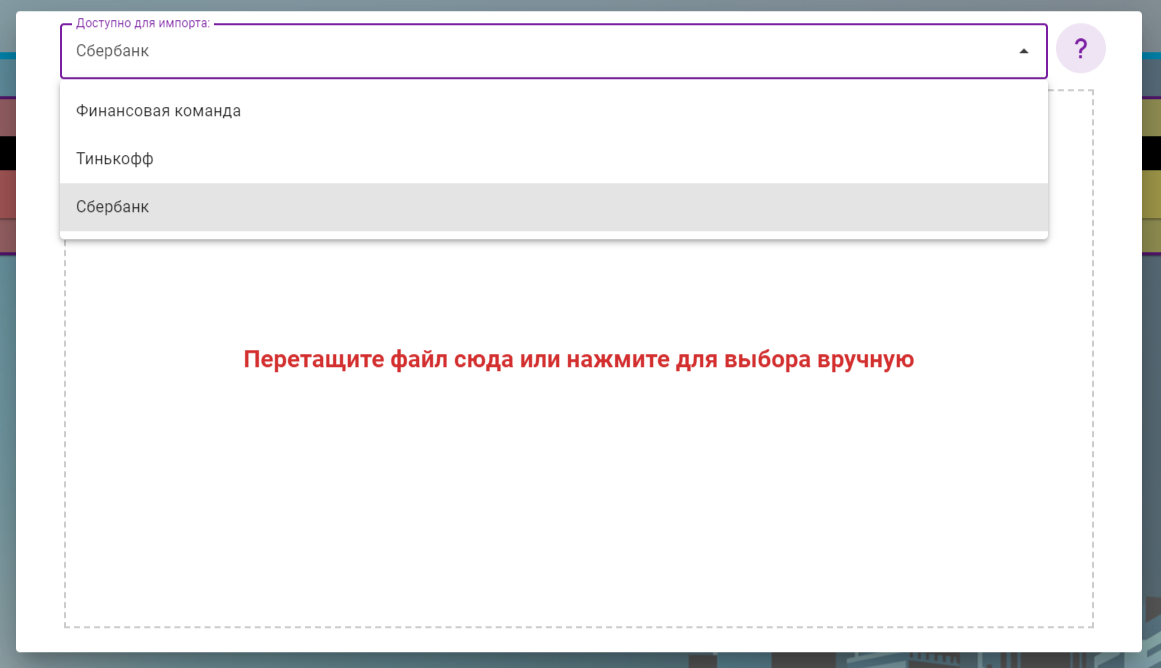 Доступно для импорта:
Сбербанк
?
Финансовая команда
Тинькофф
Сбербанк
Перетащите файл сюда или нажмите для выбора вручную